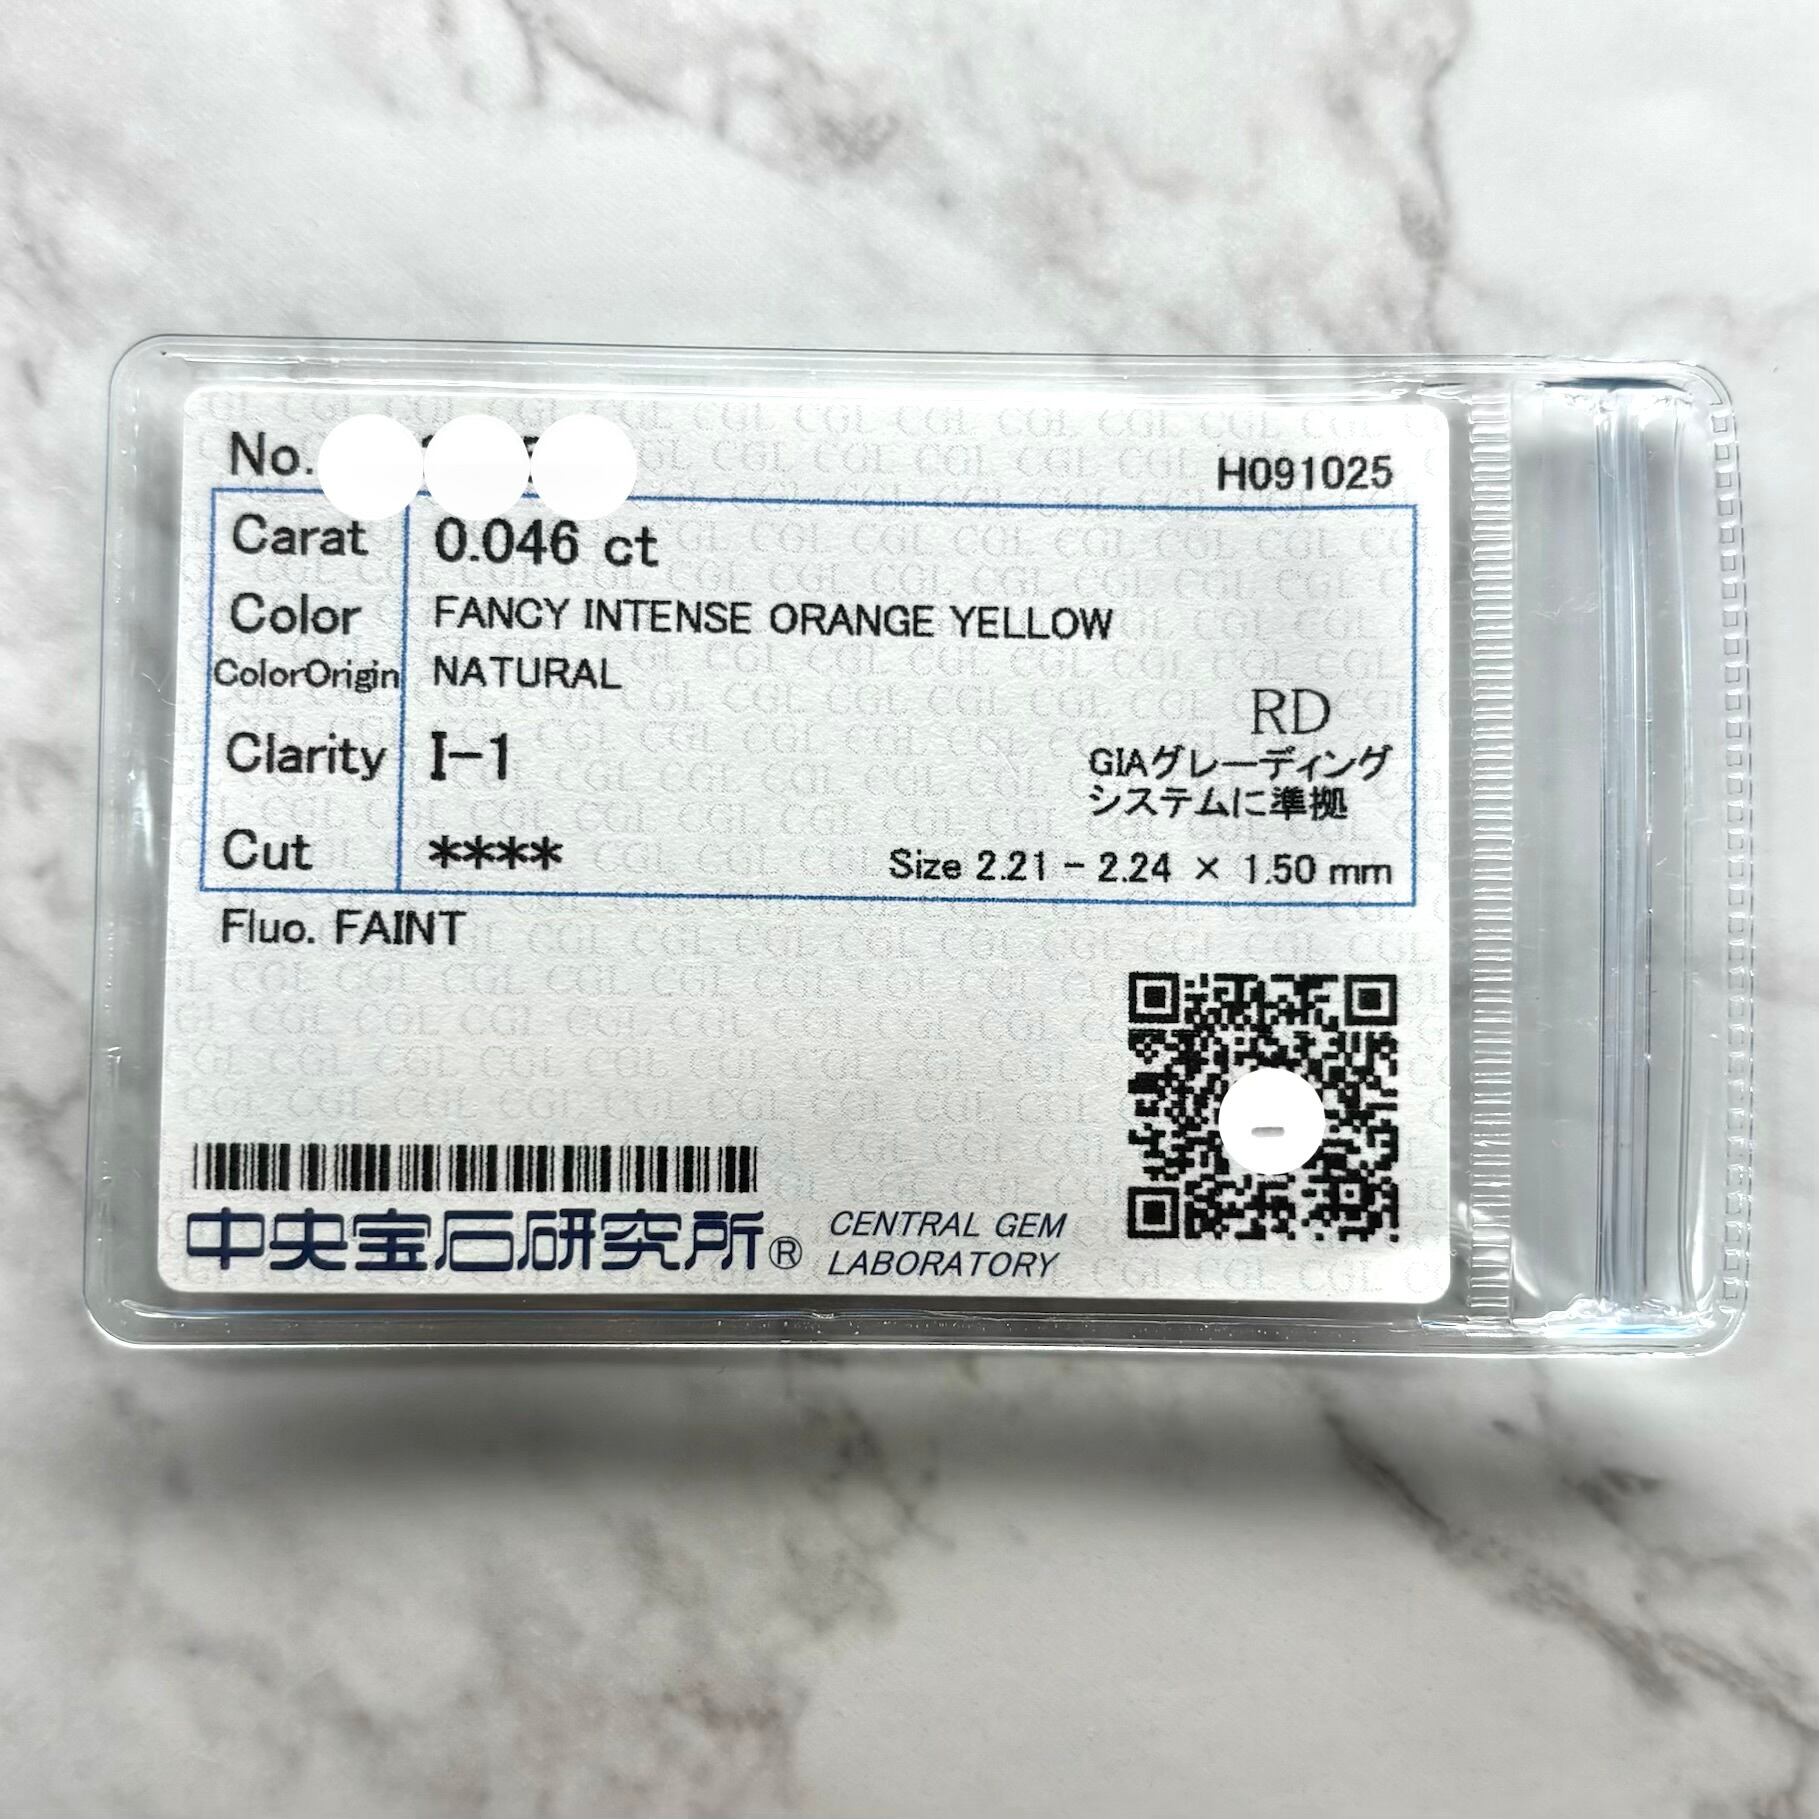 No.
H091025
Carat 0.046 ct
Color FANCY INTENSE ORANGE YELLOW
ColorOrigin NATURAL
RD
Clarity I-1
GIAグレーディング
システムに準拠
Cut ****
Size 2.21 - 2.24 × 1.50 mm
Fluo. FAINT
中央宝石研究所®
CENTRAL GEM
LABORATORY